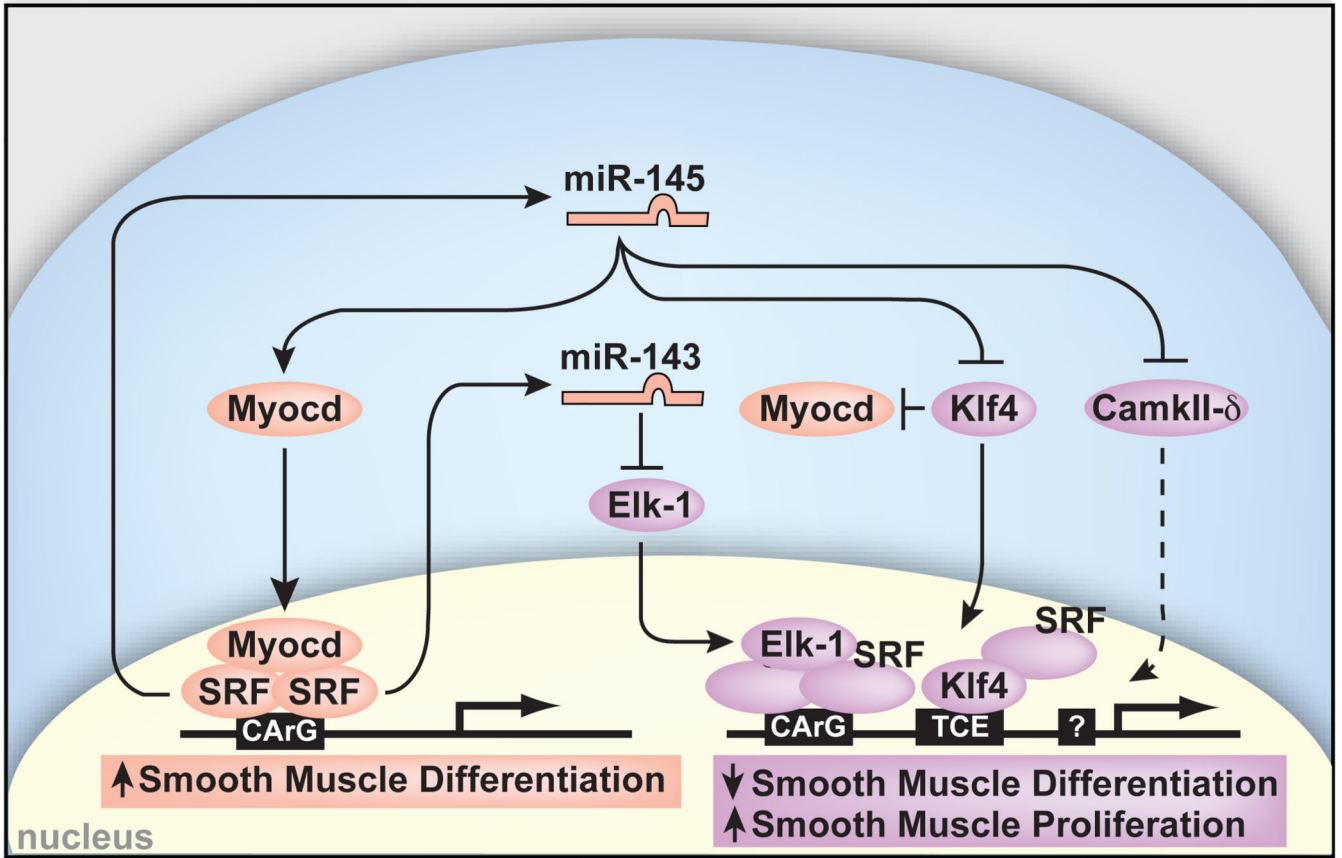 miR-145
miR-143
Myocd
Myocd
Klf4
CamkII-δ
Elk-1
Myocd
SRF SRF
CArG
Elk-1
SRF
SRF
Klf4
CArG
TCE
?
Smooth Muscle Differentiation
Smooth Muscle Differentiation
Smooth Muscle Proliferation
nucleus